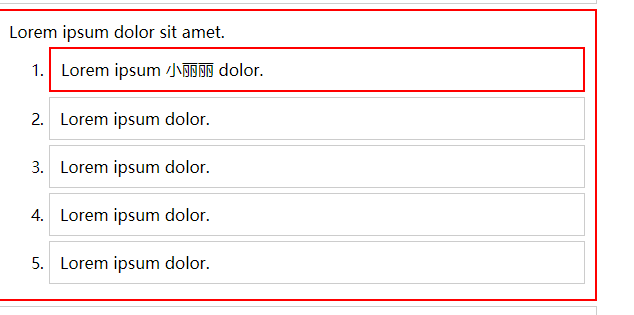 Lorem ipsum dolor sit amet.
1. Lorem ipsum 小丽丽 dolor.
2. Lorem ipsum dolor.
3. Lorem ipsum dolor.
4. Lorem ipsum dolor.
5. Lorem ipsum dolor.